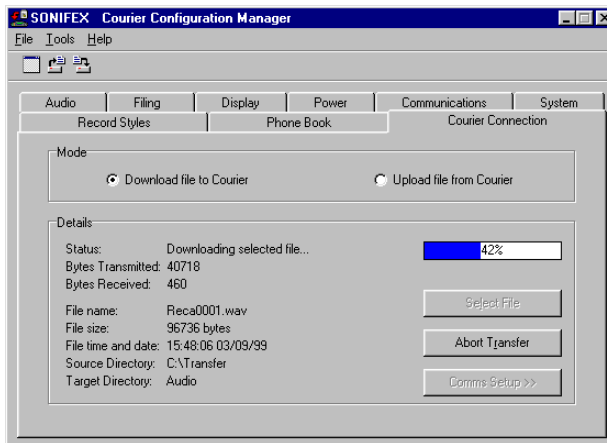 SONIFEX Courier Configuration Manager
File Tools Help
Audio Filing Display Power Communications System
Record Styles Phone Book Courier Connection
Mode
Download file to Courier Upload file from Courier
Details
Status: Downloading selected file... 42%
Bytes Transmitted: 40718
Bytes Received: 460
Select File
File name: Reca0001.wav
File size: 96736 bytes
File time and date: 15:48:06 03/09/99
Abort Transfer
Source Directory: C:\Transfer
Target Directory: Audio
Comms Setup >>